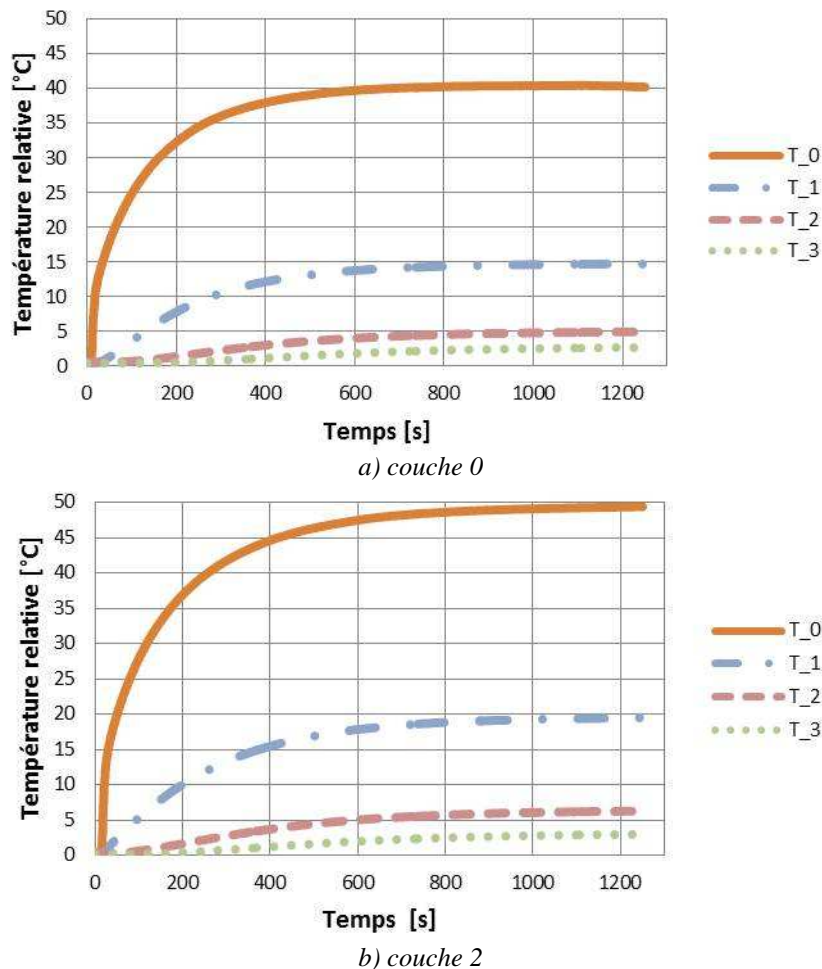 50
45
40
35
30
25
20
15
10
5
0
Température relative [°C]
0 200 400 600 800 1000 1200
Temps [s]
T_0
T_1
T_2
T_3
a) couche 0
50
45
40
35
30
25
20
15
10
5
0
Température relative [°C]
0 200 400 600 800 1000 1200
Temps [s]
T_0
T_1
T_2
T_3
b) couche 2